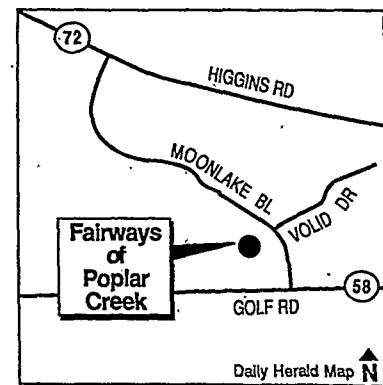 72
HIGGINS RD
MOONLAKE BL
VOLID DR
Fairways
of
Poplar
Creek
58
GOLF RD
Daily Herald Map N